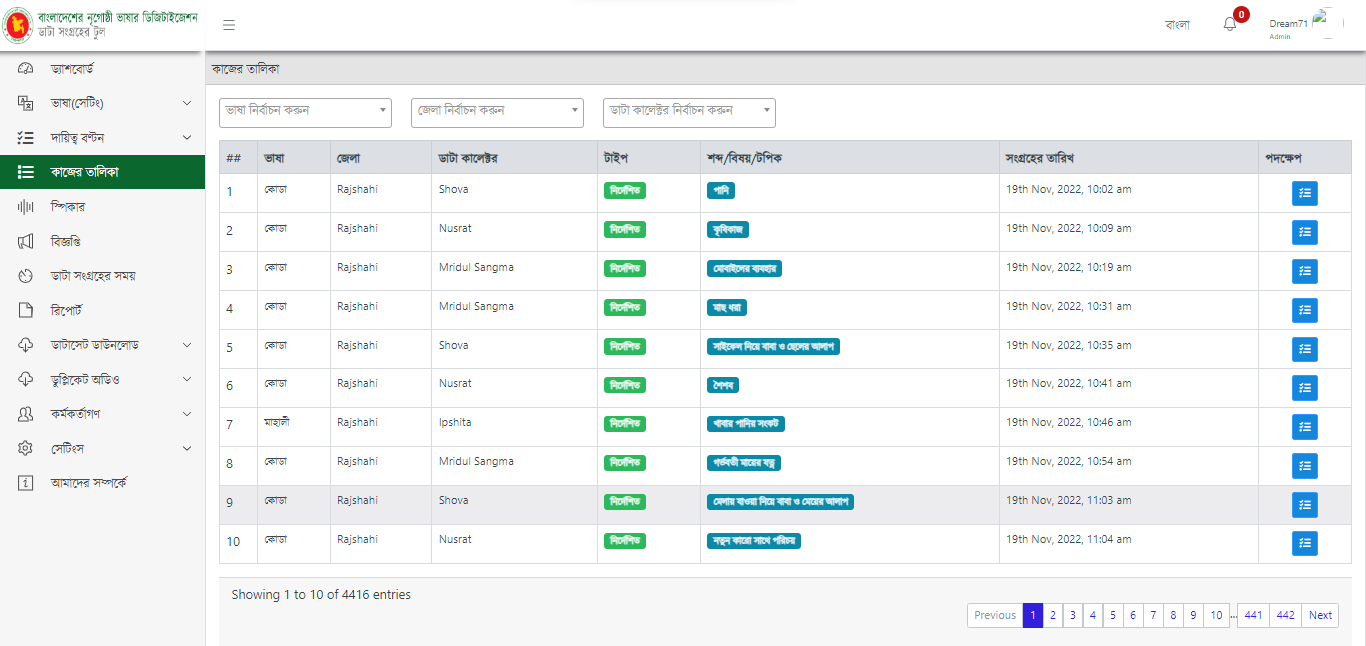 বাংলাদেশের নৃগোষ্ঠী ভাষার ডিজিটাইজেশন
ডাটা সংগ্রহের টুল
বাংলা
0
Dream71
Admin
ড্যাশবোর্ড
ভাষা(সেটিং)
দায়িত্ব বণ্টন
কাজের তালিকা
স্পিকার
বিজ্ঞপ্তি
ডাটা সংগ্রহের সময়
রিপোর্ট
ডাটাসেট ডাউনলোড
ডুপ্লিকেট অডিও
কর্মকর্তাগণ
সেটিংস
আমাদের সম্পর্কে
কাজের তালিকা
ভাষা নির্বাচন করুন জেলা নির্বাচন করুন ডাটা কালেক্টর নির্বাচন করুন
## ভাষা জেলা ডাটা কালেক্টর টাইপ শব্দ/বিষয়/টপিক সংগ্রহের তারিখ পদক্ষেপ
1 কোডা Rajshahi Shova নির্দেশিত পানি 19th Nov, 2022, 10:02 am
2 কোডা Rajshahi Nusrat নির্দেশিত কৃষিকাজ 19th Nov, 2022, 10:09 am
3 কোডা Rajshahi Mridul Sangma নির্দেশিত মোবাইলের ব্যবহার 19th Nov, 2022, 10:19 am
4 কোডা Rajshahi Mridul Sangma নির্দেশিত মাছ ধরা 19th Nov, 2022, 10:31 am
5 কোডা Rajshahi Shova নির্দেশিত সাইকেল নিয়ে বাবা ও ছেলের আলাপ 19th Nov, 2022, 10:35 am
6 কোডা Rajshahi Nusrat নির্দেশিত শৈশব 19th Nov, 2022, 10:41 am
7 মাহালী Rajshahi Ipshita নির্দেশিত খাবার পানির সংকট 19th Nov, 2022, 10:46 am
8 কোডা Rajshahi Mridul Sangma নির্দেশিত গর্ভবতী মায়ের যত্ন 19th Nov, 2022, 10:54 am
9 কোডা Rajshahi Shova নির্দেশিত মেলায় যাওয়া নিয়ে বাবা ও মেয়ের আলাপ 19th Nov, 2022, 11:03 am
10 কোডা Rajshahi Nusrat নির্দেশিত নতুন কারো সাথে পরিচয় 19th Nov, 2022, 11:04 am
Showing 1 to 10 of 4416 entries
Previous 1 2 3 4 5 6 7 8 9 10 ... 441 442 Next